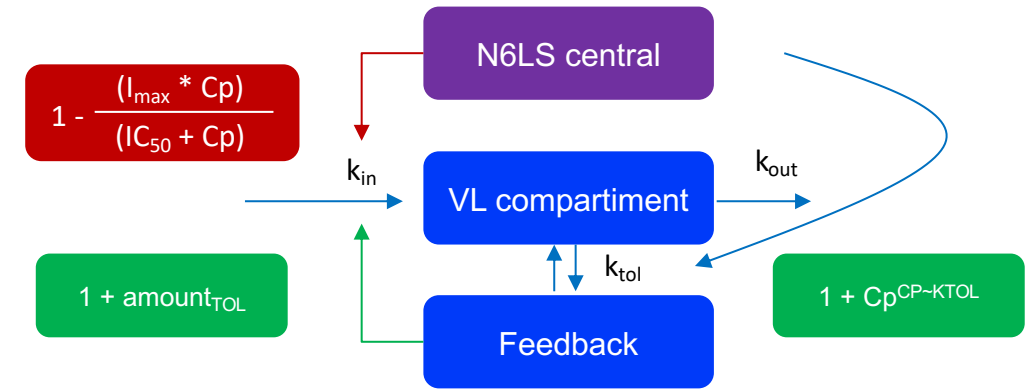 N6LS central
1 - (Imax * Cp)
(IC50 + Cp)
kin
kout
VL compartiment
ktol
1 + amountTOL
1 + CpCP~KTOL
Feedback